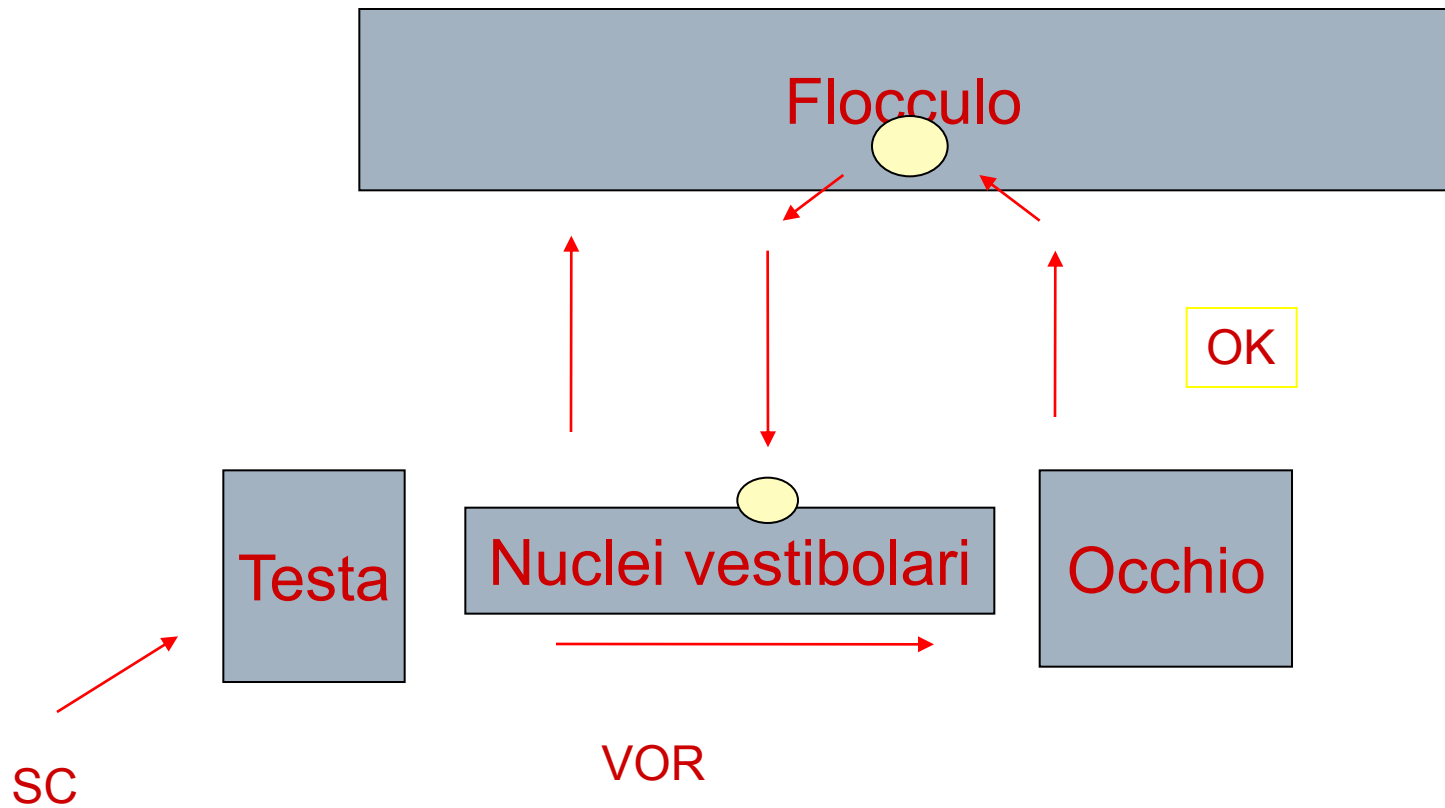 Flocculo
OK
Testa
Nuclei vestibolari
Occhio
VOR
SC